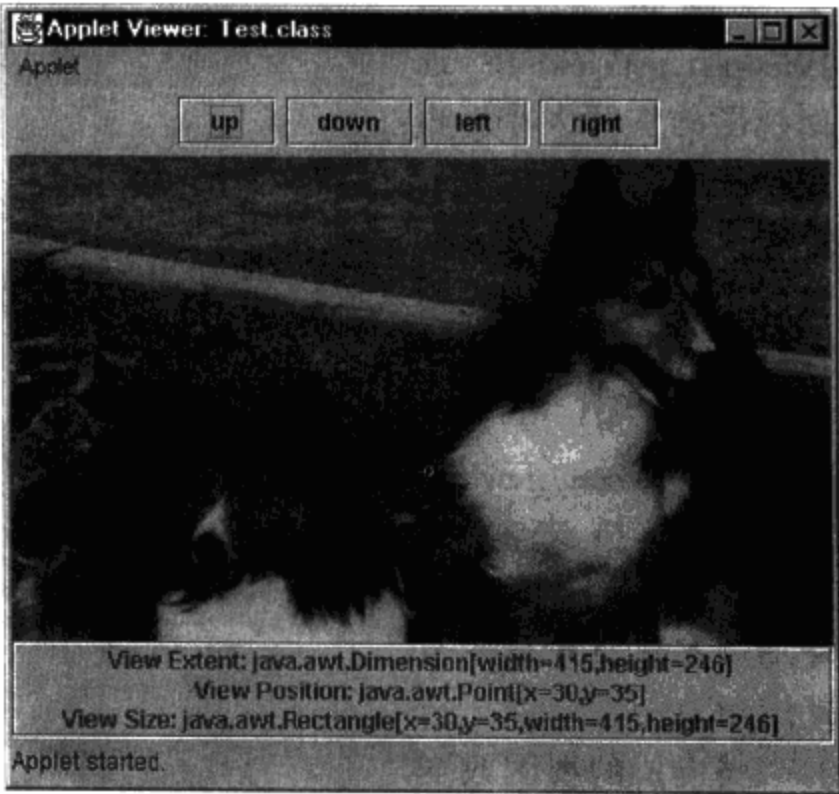 Applet Viewer: Test.class
Applet
up down left right
View Extent: java.awt.Dimension[width=415,height=246]
View Position: java.awt.Point[x=30,y=35]
View Size: java.awt.Rectangle[x=30,y=35,width=415,height=246]
Applet started.